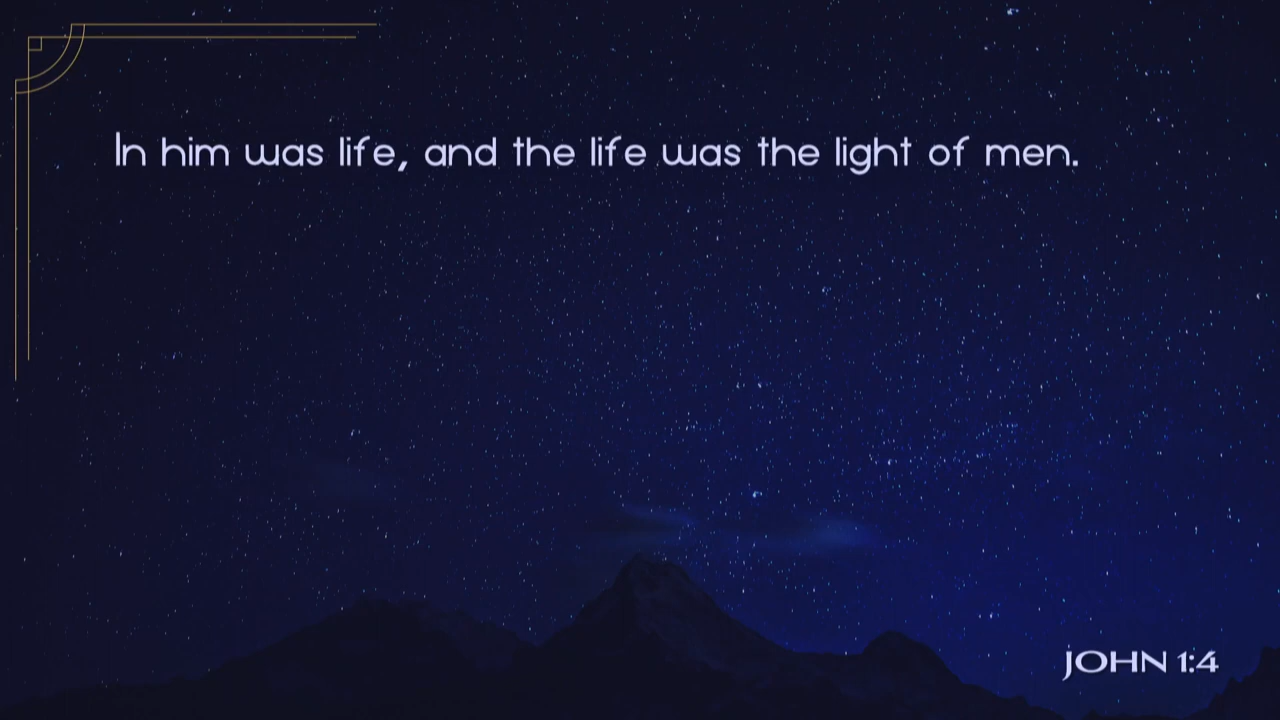 In him was life, and the life was the light of men.
JOHN 1:4